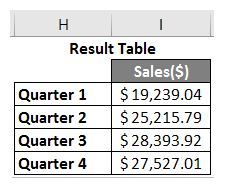 H I
Result Table
Sales($)
Quarter 1 $ 19,239.04
Quarter 2 $ 25,215.79
Quarter 3 $ 28,393.92
Quarter 4 $ 27,527.01